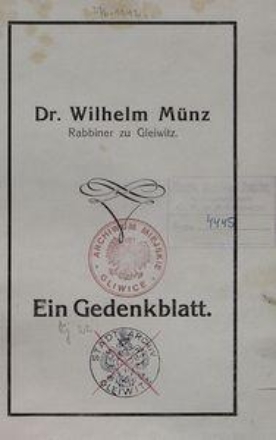 Dr. Wilhelm Münz
Rabbiner zu Gleiwitz.
ARCHIWUM MIEJSKIE
GLIWICE
4445
Ein Gedenkblatt.
STADTARCHIV
GLEIWITZ